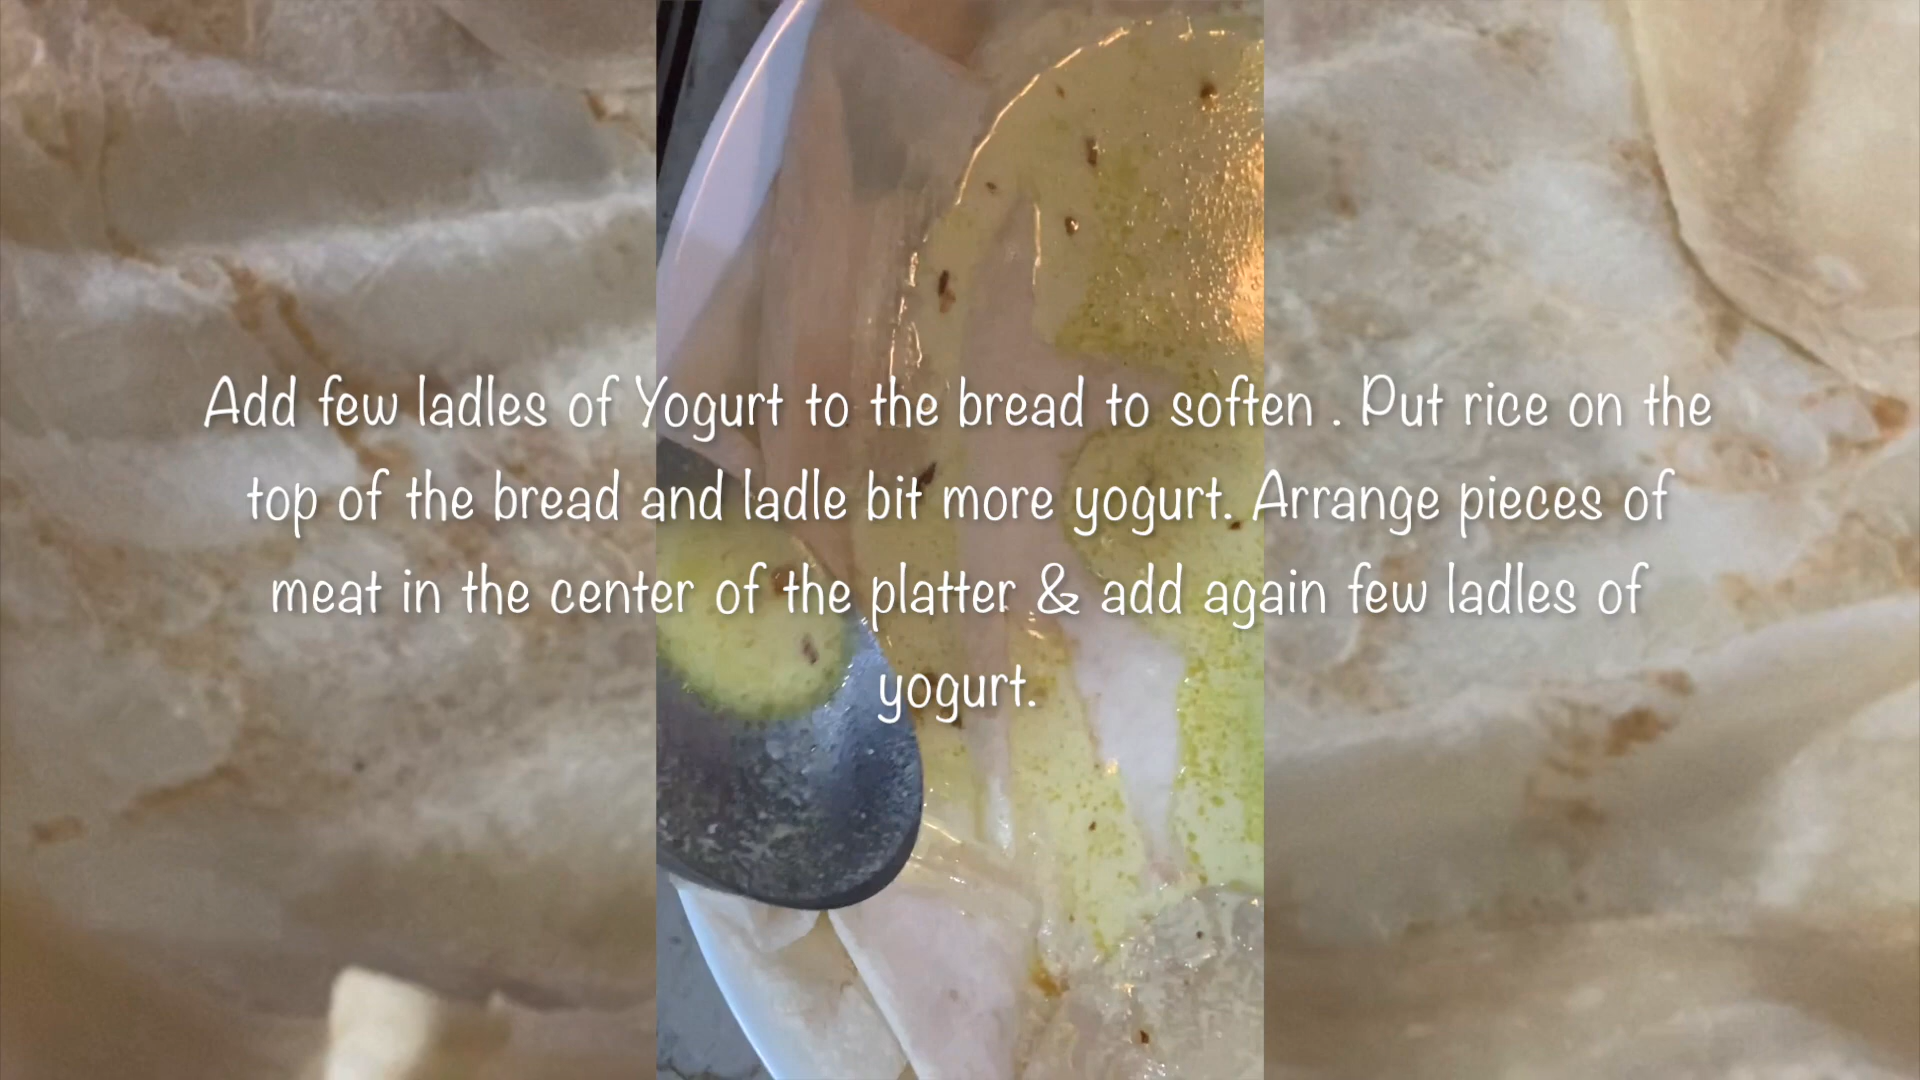 Add few ladles of Yogurt to the bread to soften . Put rice on the
top of the bread and ladle bit more yogurt. Arrange pieces of
meat in the center of the platter & add again few ladles of
yogurt.